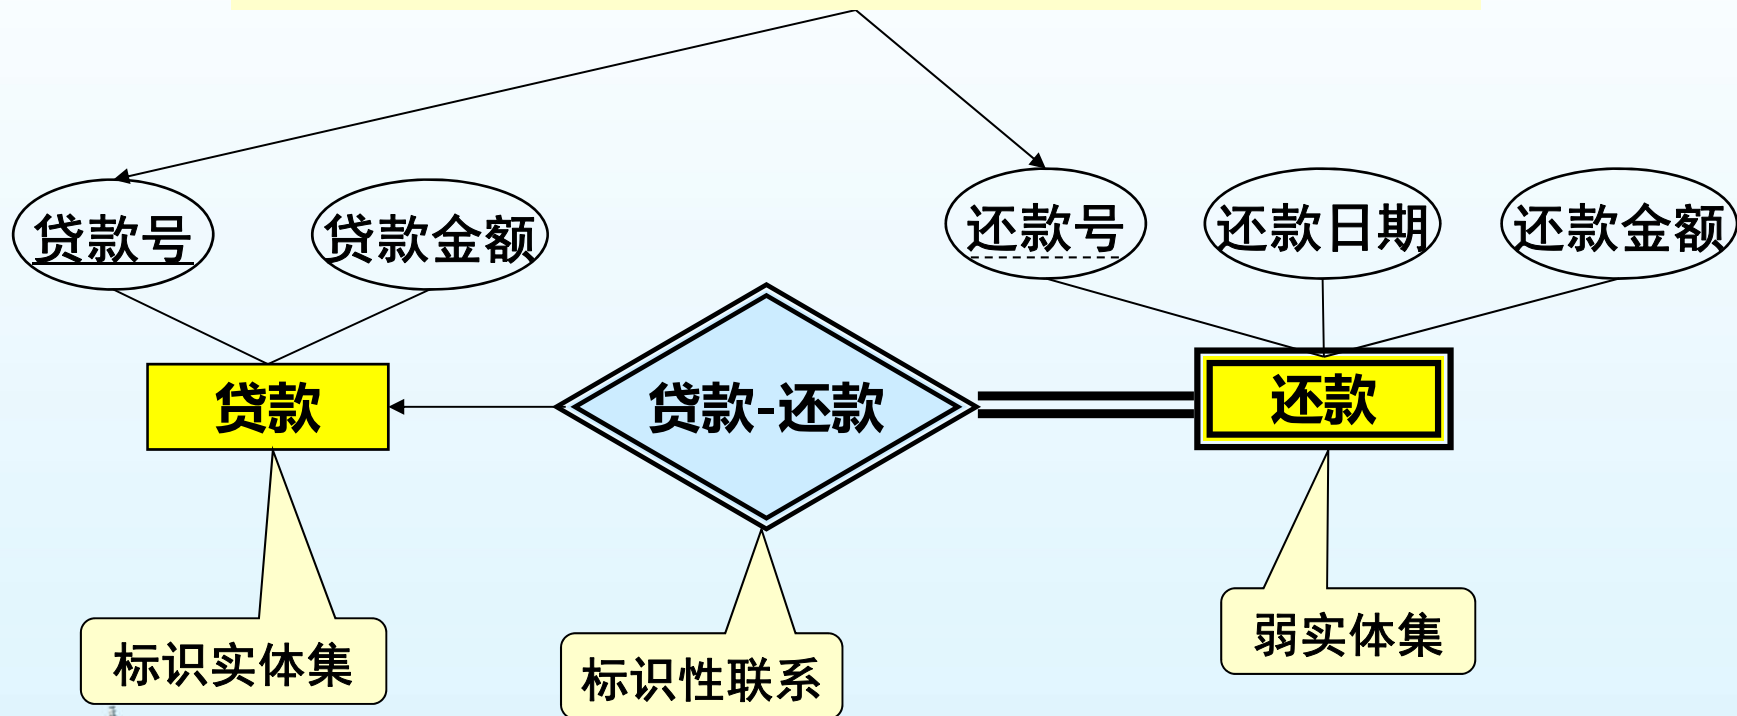 贷款号
贷款金额
还款号
还款日期
还款金额
贷款
贷款-还款
还款
标识实体集
标识性联系
弱实体集